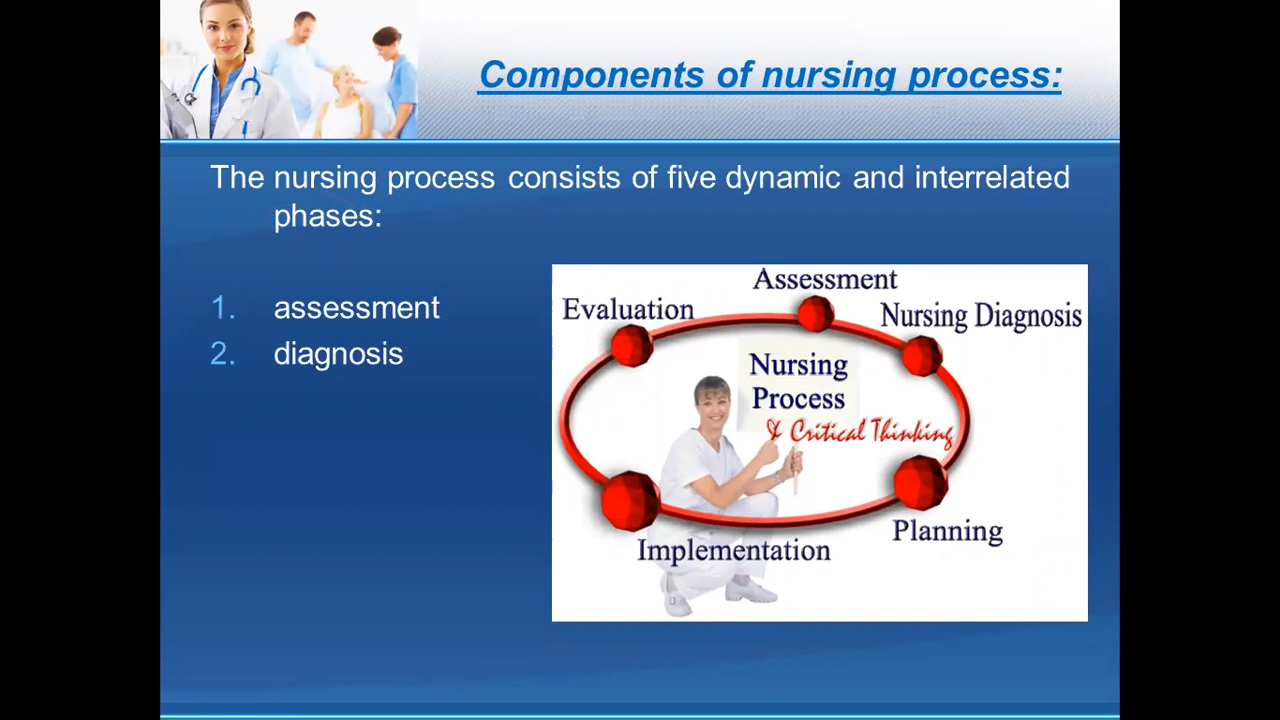 Components of nursing process:
The nursing process consists of five dynamic and interrelated
phases:
1. assessment
2. diagnosis
Assessment
Evaluation
Nursing Diagnosis
Nursing
Process
& Critical Thinking
Planning
Implementation